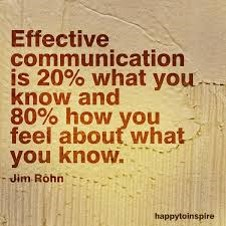 Effective
communication
is 20% what you
know and
80% how you
feel about what
you know.
Jim Rohn
happytoinspire